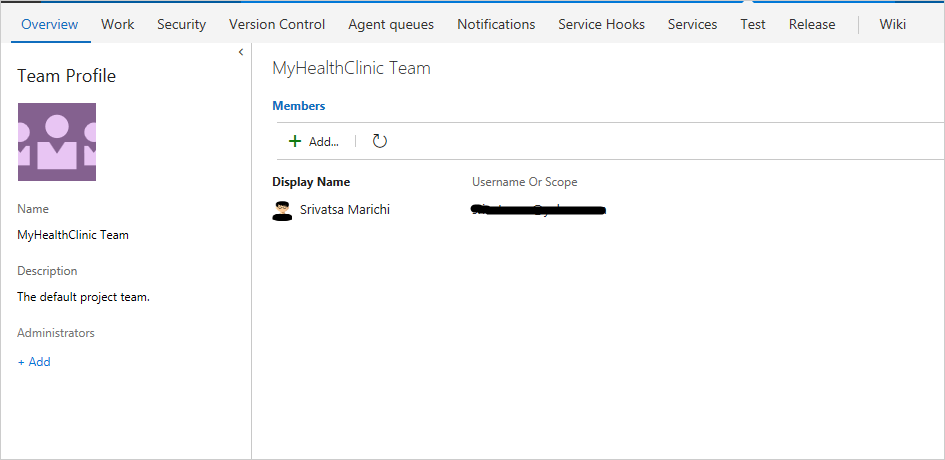 Overview Work Security Version Control Agent queues Notifications Service Hooks Services Test Release Wiki
Team Profile
Name
MyHealthClinic Team
Description
The default project team.
Administrators
+ Add
MyHealthClinic Team
Members
+ Add...
Display Name Username Or Scope
Srivatsa Marichi